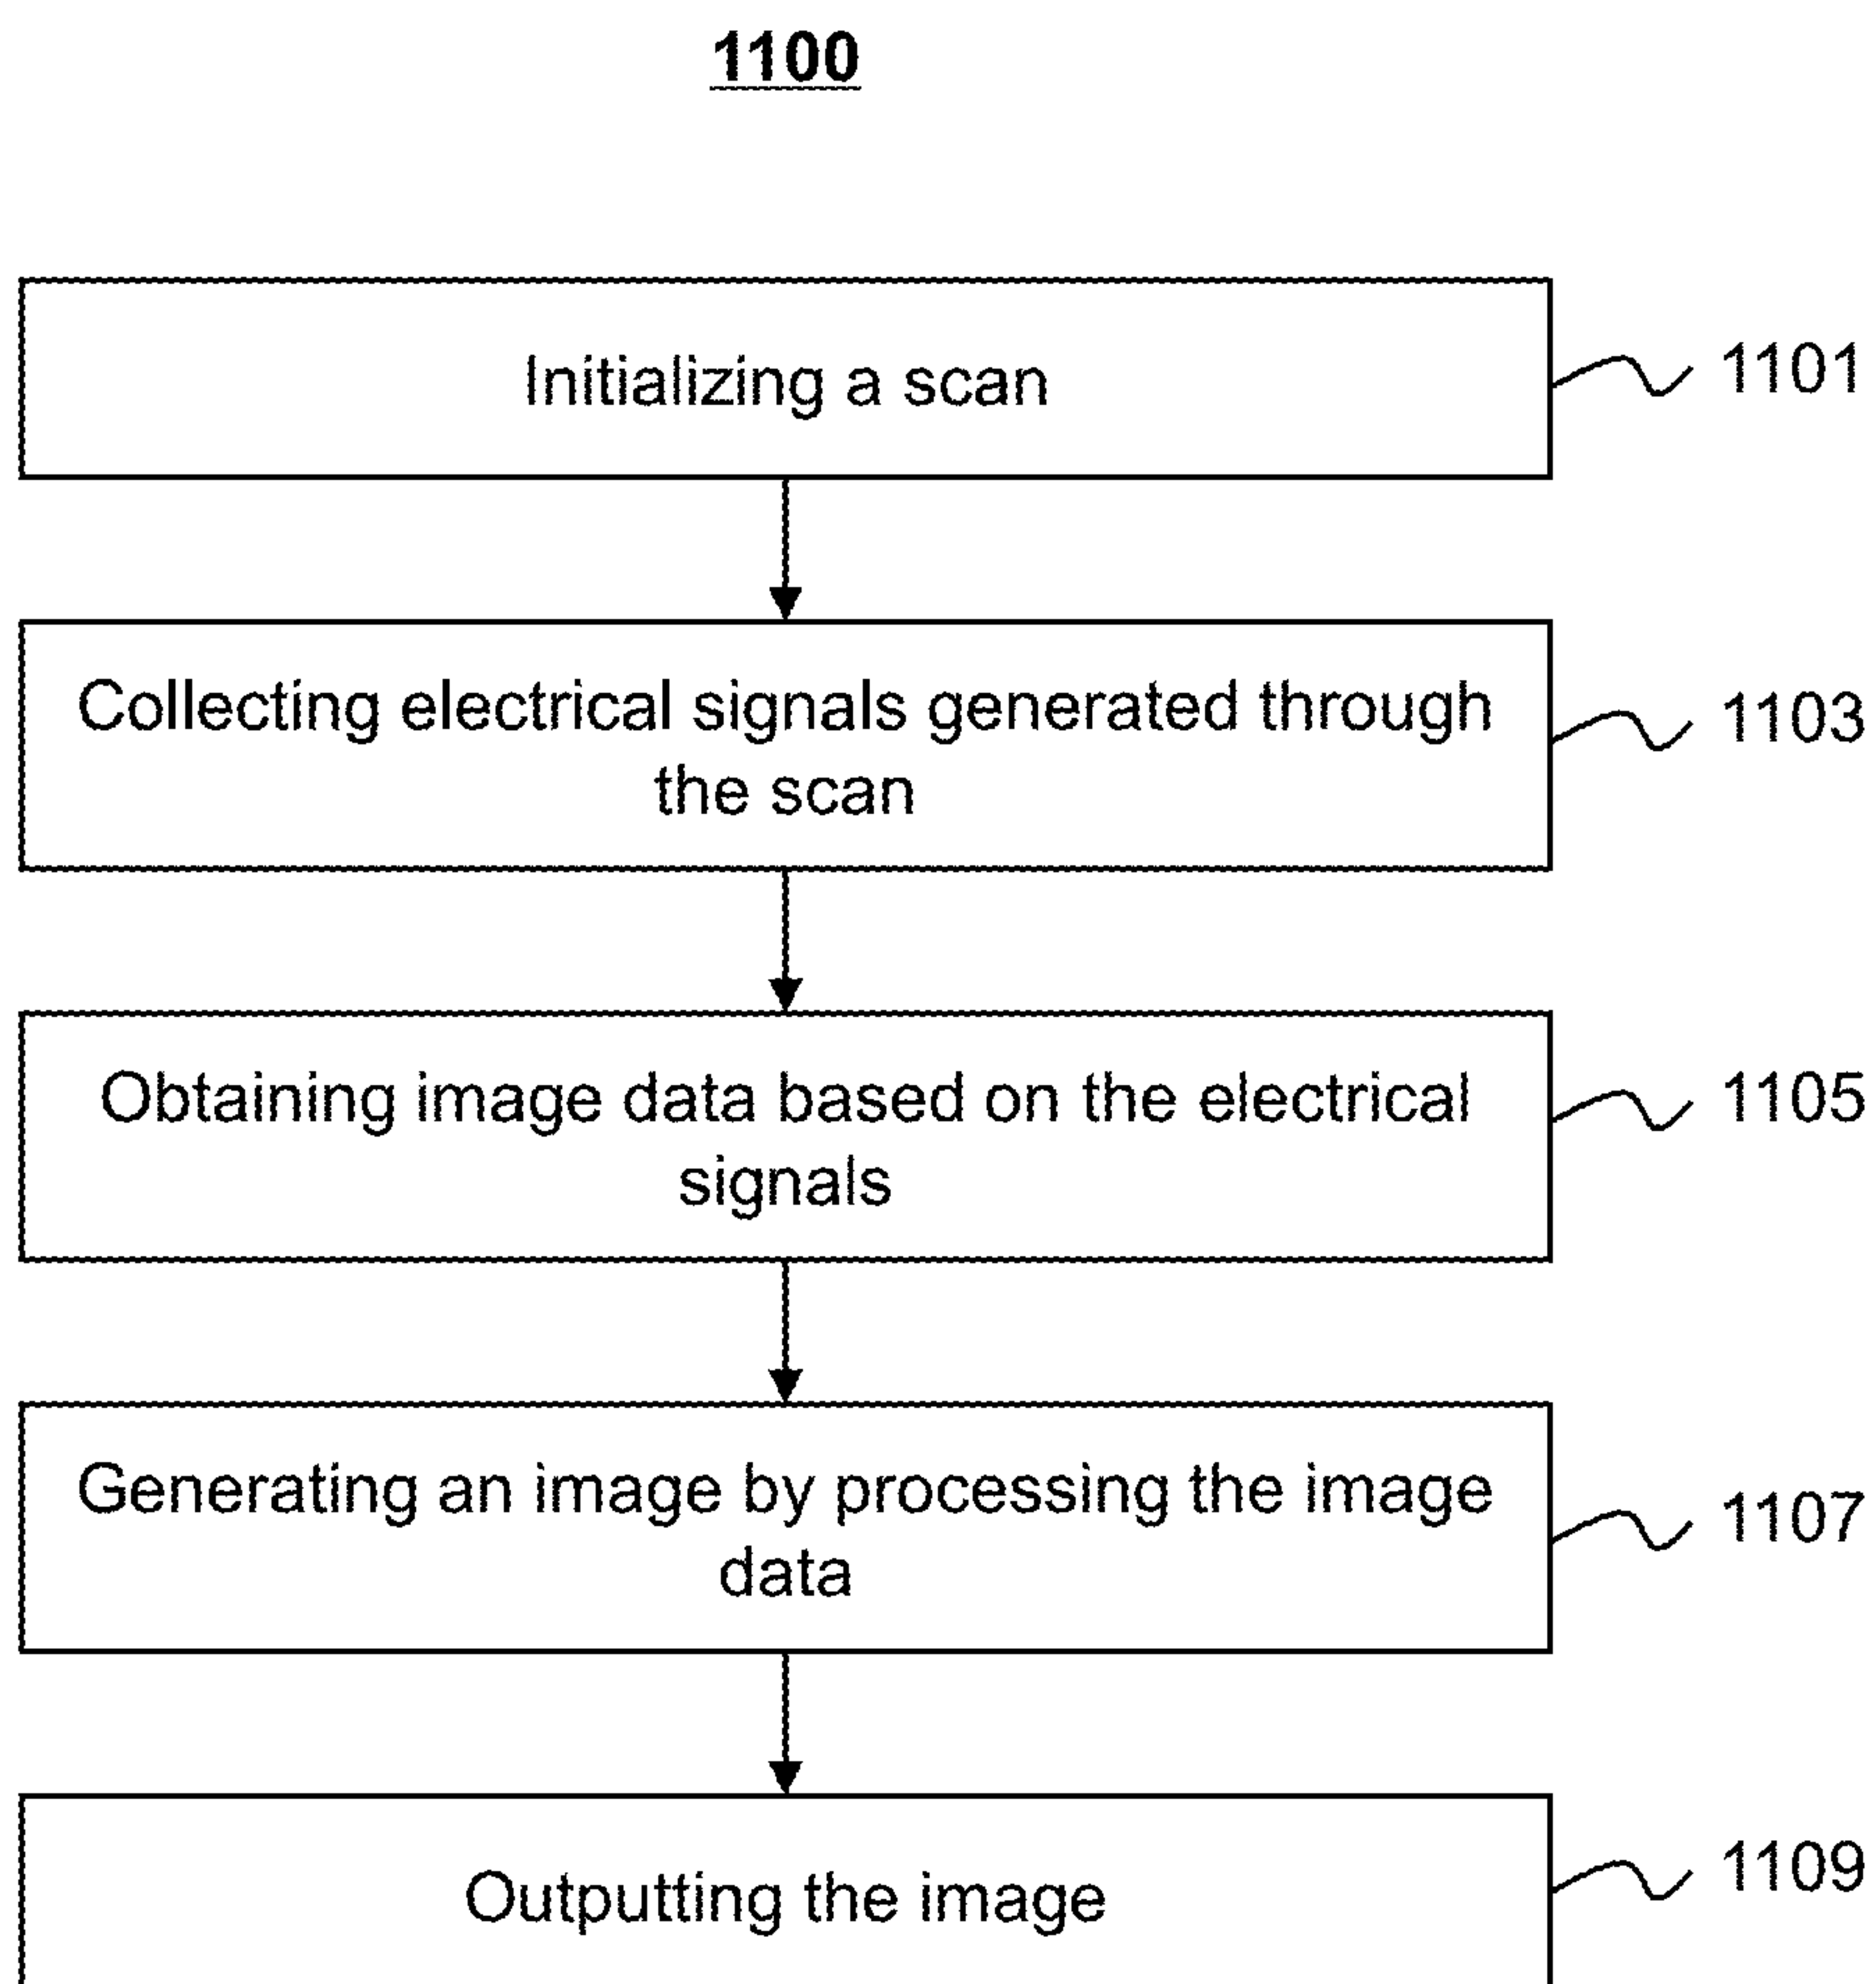 1100
Initializing a scan
1101
Collecting electrical signals generated through
the scan
1103
Obtaining image data based on the electrical
signals
1105
Generating an image by processing the image
data
1107
Outputting the image
1109